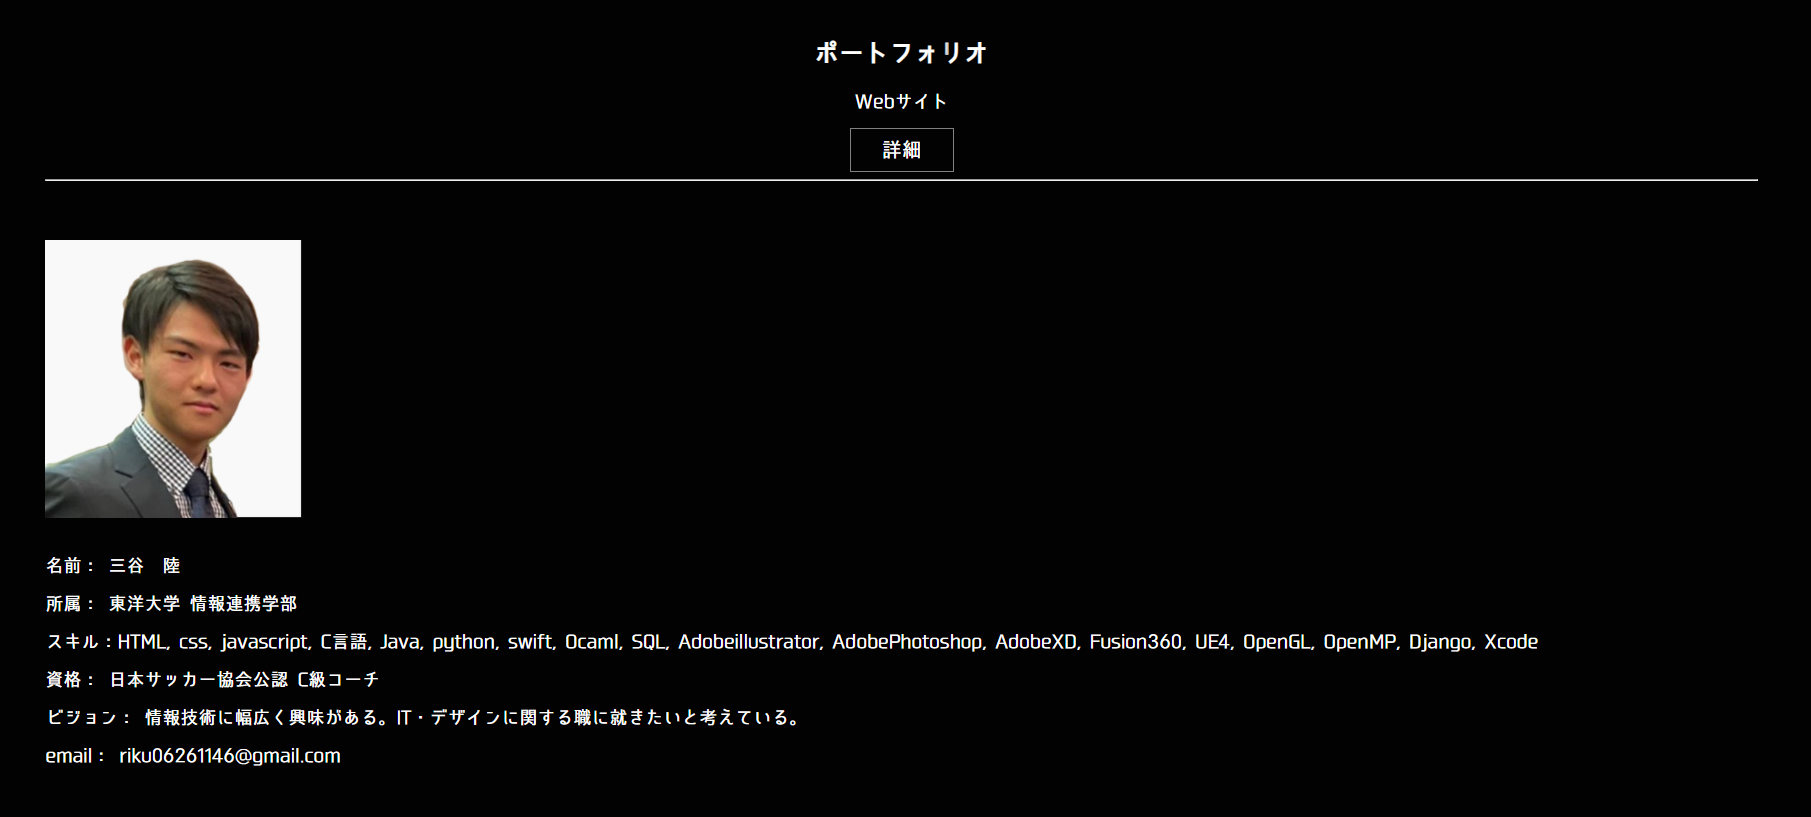 ポートフォリオ
Webサイト
詳細
名前： 三谷　陸
所属： 東洋大学 情報連携学部
スキル：HTML, css, javascript, C言語, Java, python, swift, Ocaml, SQL, Adobeillustrator, AdobePhotoshop, AdobeXD, Fusion360, UE4, OpenGL, OpenMP, Django, Xcode
資格： 日本サッカー協会公認 C級コーチ
ビジョン： 情報技術に幅広く興味がある。IT・デザインに関する職に就きたいと考えている。
email： riku06261146@gmail.com